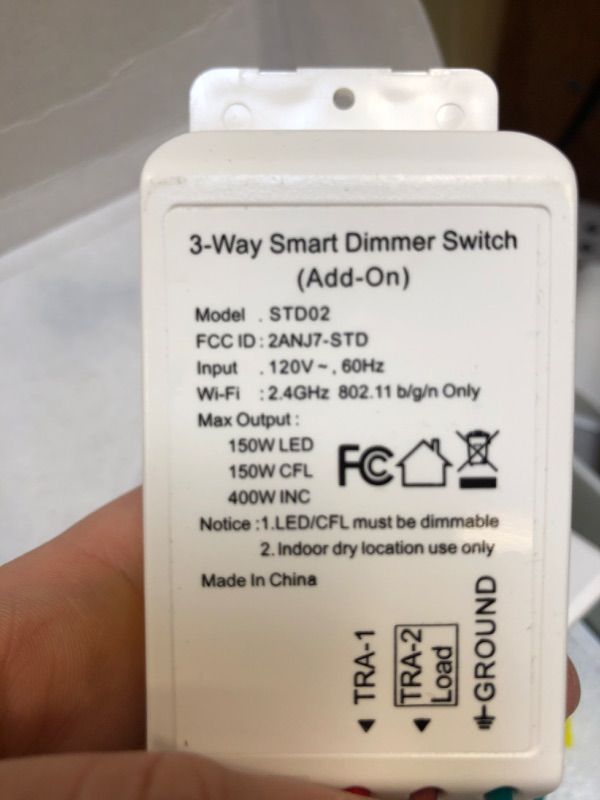 3-Way Smart Dimmer Switch
(Add-On)
Model . STD02
FCC ID : 2ANJ7-STD
Input . 120V ~ , 60Hz
Wi-Fi : 2.4GHz 802.11 b/g/n Only
Max Output :
150W LED
150W CFL
400W INC
FC
Notice :1.LED/CFL must be dimmable
2. Indoor dry location use only
Made In China
TRA-1
TRA-2
Load
GROUND